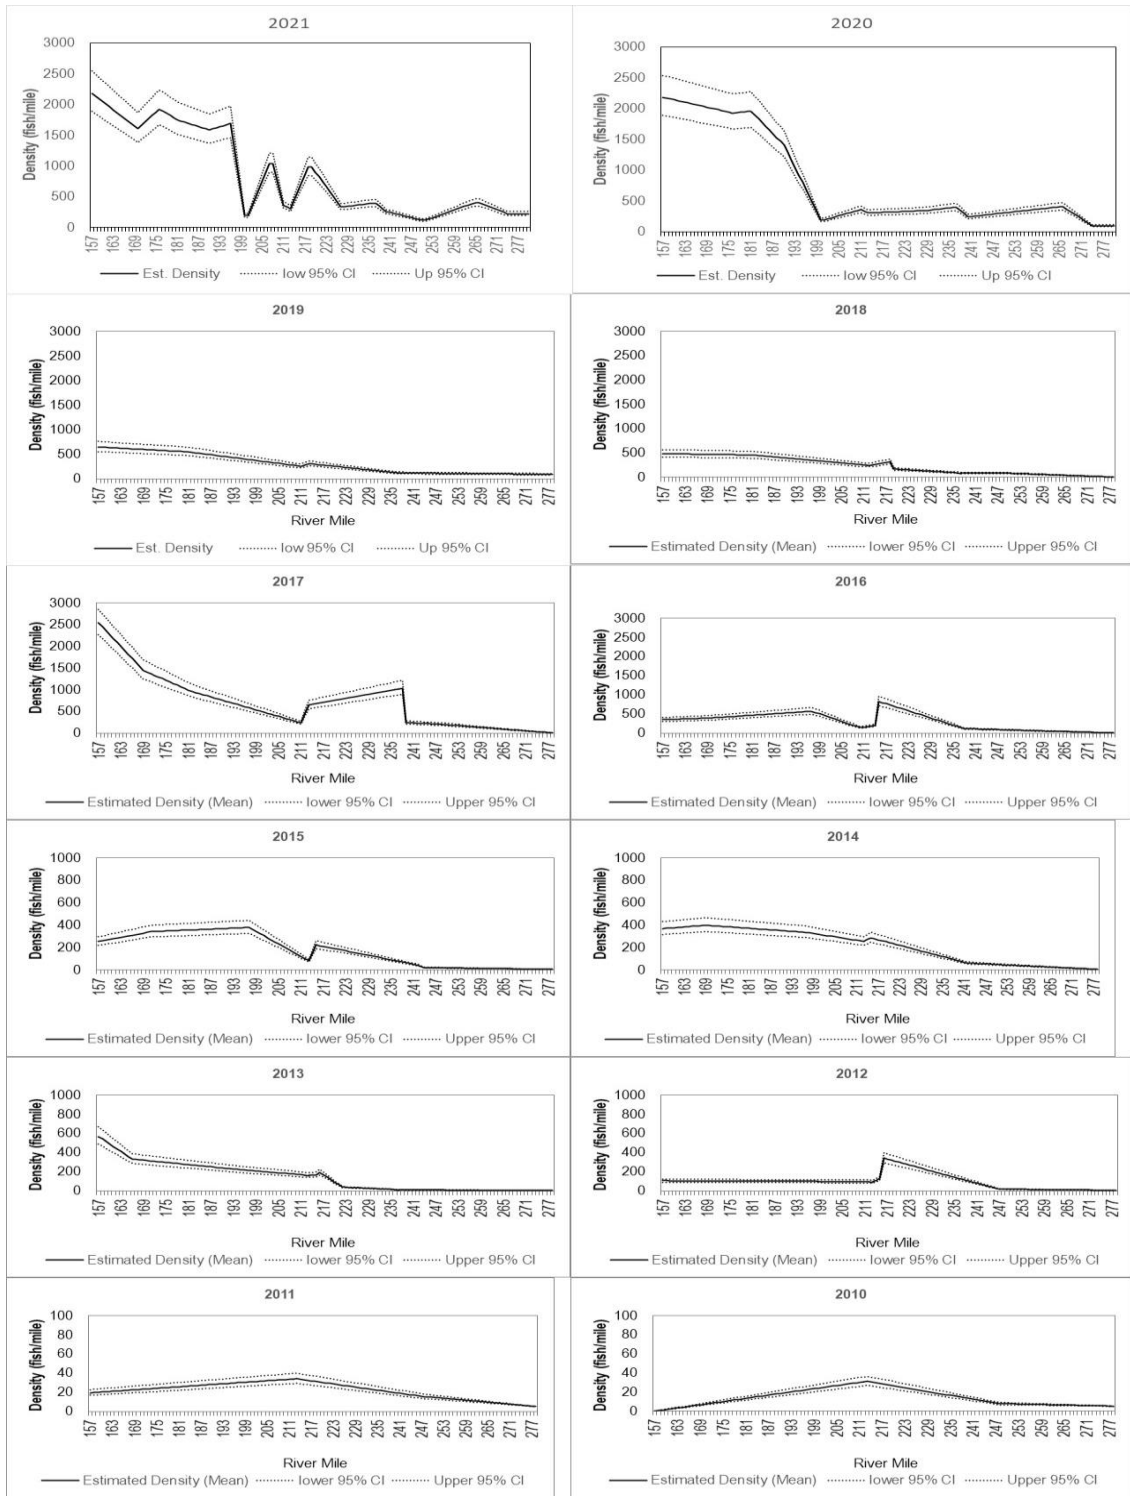 2021
Density (fish/mile)
3000
2500
2000
1500
1000
500
0
157 163 169 175 181 187 193 199 205 211 217 223 229 235 241 247 253 259 265 271 277
Est. Density low 95% CI Up 95% CI
2020
Density (fish/mile)
3000
2500
2000
1500
1000
500
0
157 163 169 175 181 187 193 199 205 211 217 223 229 235 241 247 253 259 265 271 277
Est. Density low 95% CI Up 95% CI
2019
Density (fish/mile)
3000
2500
2000
1500
1000
500
0
157 163 169 175 181 187 193 199 205 211 217 223 229 235 241 247 253 259 265 271 277
River Mile
Est. Density low 95% CI Up 95% CI
2018
Density (fish/mile)
3000
2500
2000
1500
1000
500
0
157 163 169 175 181 187 193 199 205 211 217 223 229 235 241 247 253 259 265 271 277
River Mile
Estimated Density (Mean) lower 95% CI Upper 95% CI
2017
Density (fish/mile)
3000
2500
2000
1500
1000
500
0
157 163 169 175 181 187 193 199 205 211 217 223 229 235 241 247 253 259 265 271 277
River Mile
Estimated Density (Mean) lower 95% CI Upper 95% CI
2016
Density (fish/mile)
3000
2500
2000
1500
1000
500
0
157 163 169 175 181 187 193 199 205 211 217 223 229 235 241 247 253 259 265 271 277
River Mile
Estimated Density (Mean) lower 95% CI Upper 95% CI
2015
Density (fish/mile)
1000
800
600
400
200
0
157 163 169 175 181 187 193 199 205 211 217 223 229 235 241 247 253 259 265 271 277
River Mile
Estimated Density (Mean) lower 95% CI Upper 95% CI
2014
Density (fish/mile)
1000
800
600
400
200
0
157 163 169 175 181 187 193 199 205 211 217 223 229 235 241 247 253 259 265 271 277
River Mile
Estimated Density (Mean) lower 95% CI Upper 95% CI
2013
Density (fish/mile)
1000
800
600
400
200
0
157 163 169 175 181 187 193 199 205 211 217 223 229 235 241 247 253 259 265 271 277
River Mile
Estimated Density (Mean) lower 95% CI Upper 95% CI
2012
Density (fish/mile)
1000
800
600
400
200
0
157 163 169 175 181 187 193 199 205 211 217 223 229 235 241 247 253 259 265 271 277
River Mile
Estimated Density (Mean) lower 95% CI Upper 95% CI
2011
Density (fish/mile)
100
80
60
40
20
0
157 163 169 175 181 187 193 199 205 211 217 223 229 235 241 247 253 259 265 271 277
River Mile
Estimated Density (Mean) lower 95% CI Upper 95% CI
2010
Density (fish/mile)
100
80
60
40
20
0
157 163 169 175 181 187 193 199 205 211 217 223 229 235 241 247 253 259 265 271 277
River Mile
Estimated Density (Mean) lower 95% CI Upper 95% CI